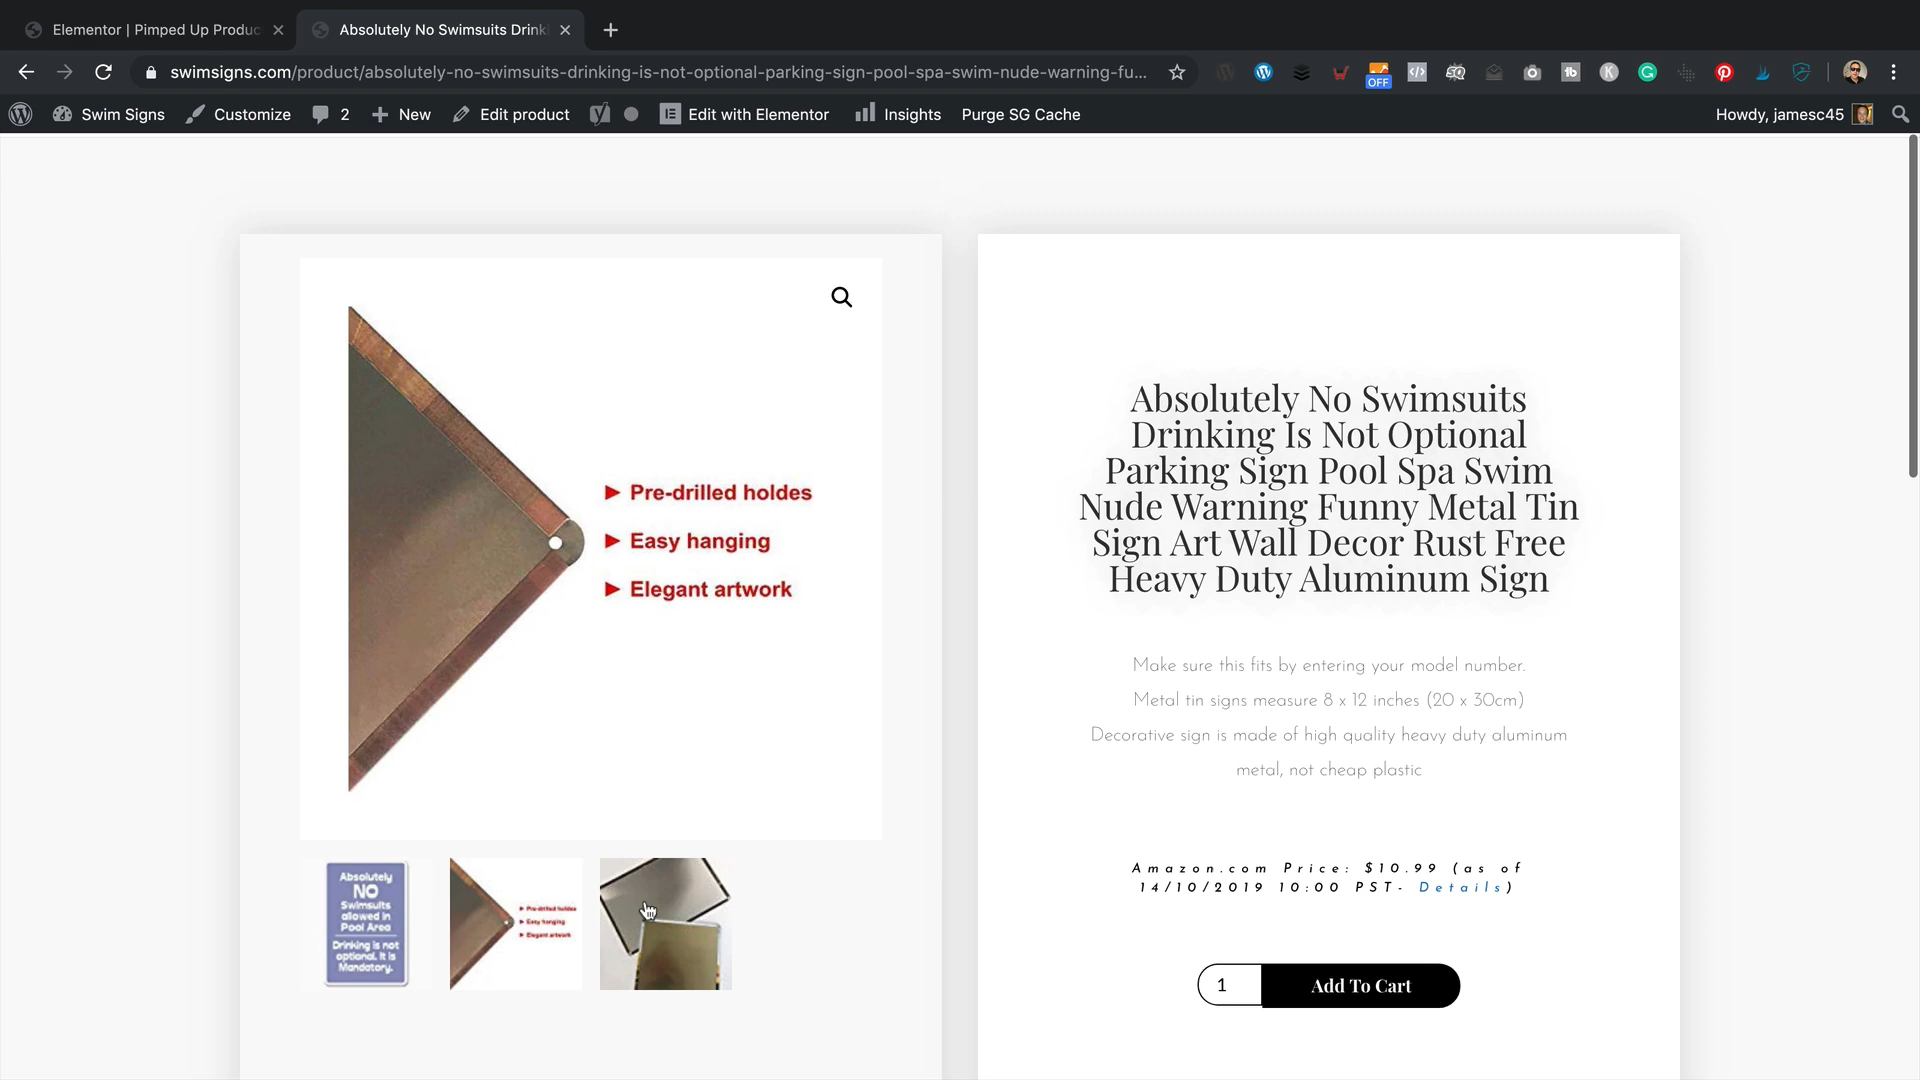 Elementor | Pimped Up Produc
Absolutely No Swimsuits Drink
swimsigns.com/product/absolutely-no-swimsuits-drinking-is-not-optional-parking-sign-pool-spa-swim-nude-warning-fu...
OFF
Swim Signs
Customize
2
New
Edit product
Edit with Elementor
Insights
Purge SG Cache
Howdy, jamesc45
► Pre-drilled holdes
► Easy hanging
► Elegant artwork
Absolutely
NO
Swimsuits
allowed in
Pool Area
Drinking is not
optional. It is
Mandatory.
► Pre-drilled holdes
► Easy hanging
► Elegant artwork
Absolutely No Swimsuits
Drinking Is Not Optional
Parking Sign Pool Spa Swim
Nude Warning Funny Metal Tin
Sign Art Wall Decor Rust Free
Heavy Duty Aluminum Sign
Make sure this fits by entering your model number.
Metal tin signs measure 8 x 12 inches (20 x 30cm)
Decorative sign is made of high quality heavy duty aluminum
metal, not cheap plastic
Amazon.com Price: $10.99 (as of
14/10/2019 10:00 PST- Details)
1
Add To Cart